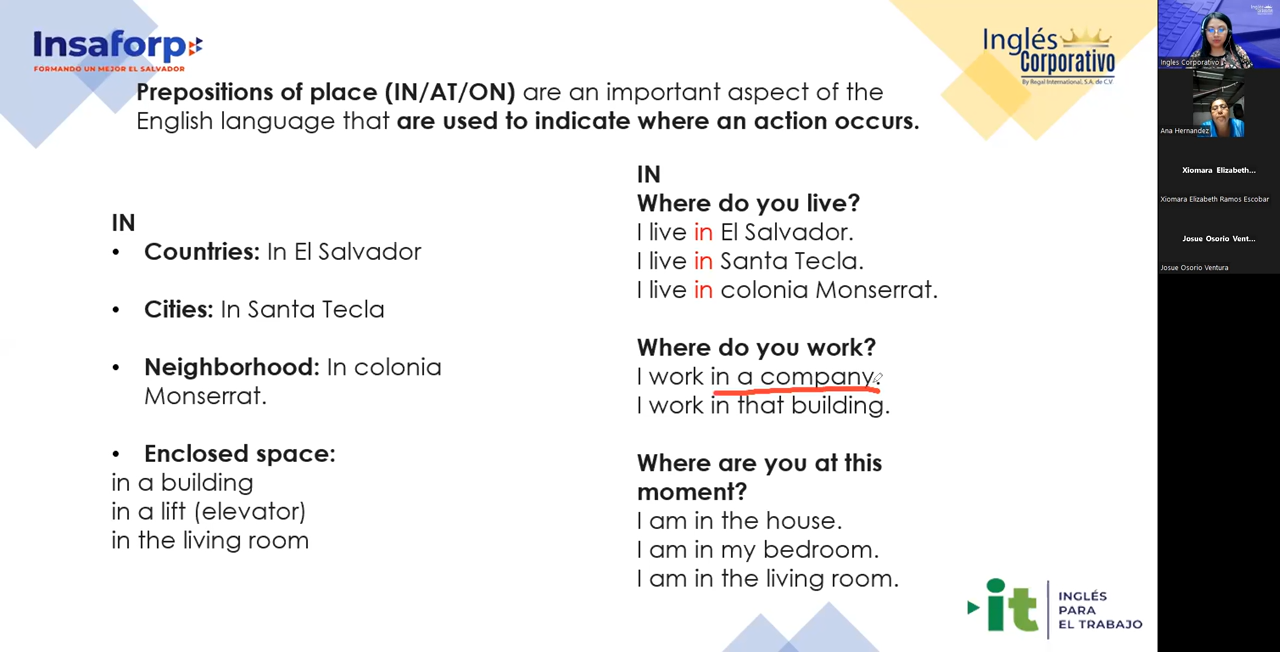 Insaforp
FORMANDO UN MEJOR EL SALVADOR
Inglés
Corporativo
By Regal International, S.A. de C.V.
Prepositions of place (IN/AT/ON) are an important aspect of the
English language that are used to indicate where an action occurs.
IN
• Countries: In El Salvador
• Cities: In Santa Tecla
• Neighborhood: In colonia
Monserrat.
• Enclosed space:
in a building
in a lift (elevator)
in the living room
IN
Where do you live?
I live in El Salvador.
I live in Santa Tecla.
I live in colonia Monserrat.
Where do you work?
I work in a company.
I work in that building.
Where are you at this
moment?
I am in the house.
I am in my bedroom.
I am in the living room.
it
INGLÉS
PARA
EL TRABAJO
Ingles Corporativo
Ana Hernandez
Xiomara Elizabeth...
Xiomara Elizabeth Ramos Escobar
Josue Osorio Vent...
Josue Osorio Ventura